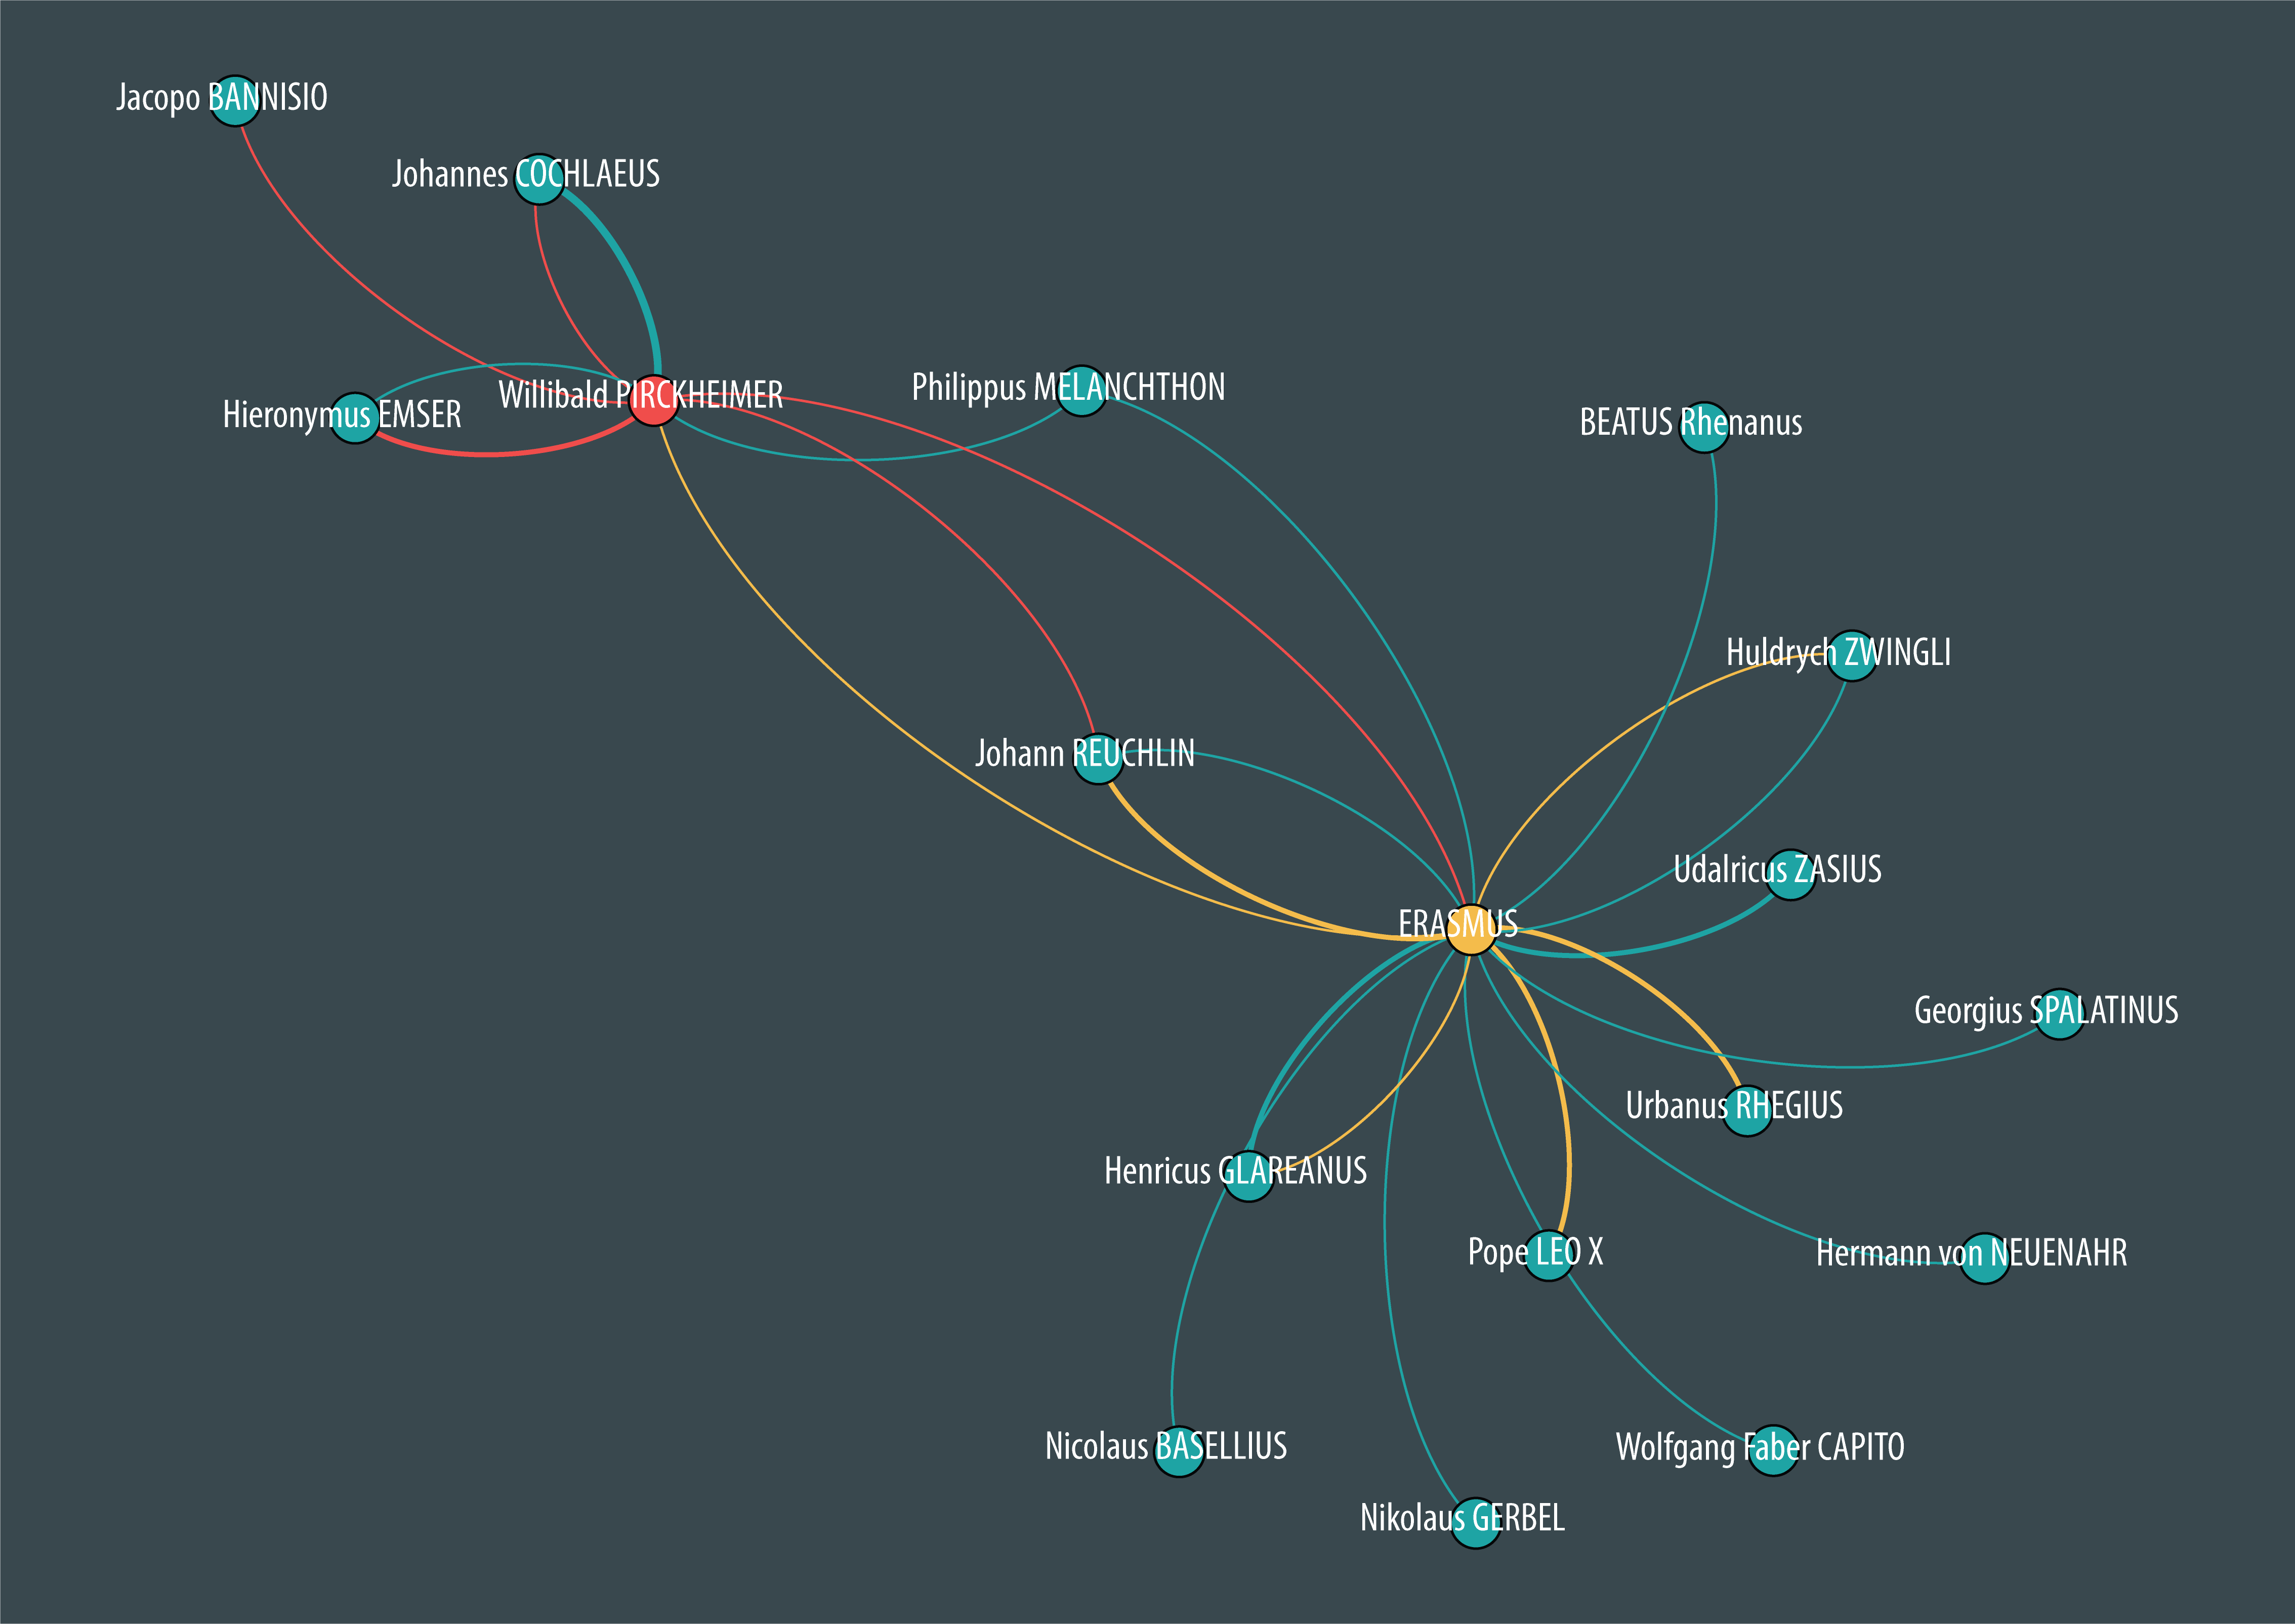 Jacopo BANNISIO
Johannes COCHLAEUS
Willibald PIRCKHEIMER
Philippus MELANCHTHON
Hieronymus EMSER
BEATUS Rhenanus
Huldrych ZWINGLI
Johann REUCHLIN
Udalricus ZASIUS
ERASMUS
Georgius SPALATINUS
Urbanus RHEGIUS
Henricus GLAREANUS
Pope LEO X
Hermann von NEUENAHR
Nicolaus BASELLIUS
Wolfgang Faber CAPITO
Nikolaus GERBEL